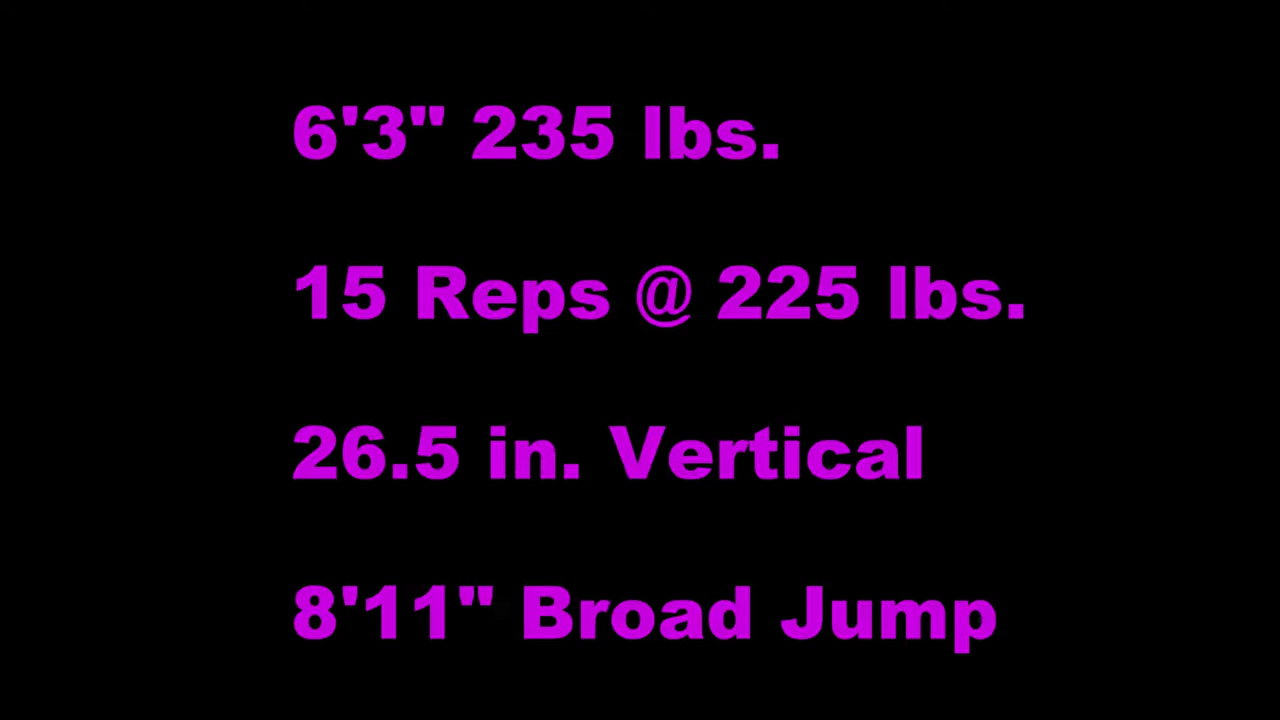 6'3" 235 lbs.
15 Reps @ 225 lbs.
26.5 in. Vertical
8'11" Broad Jump